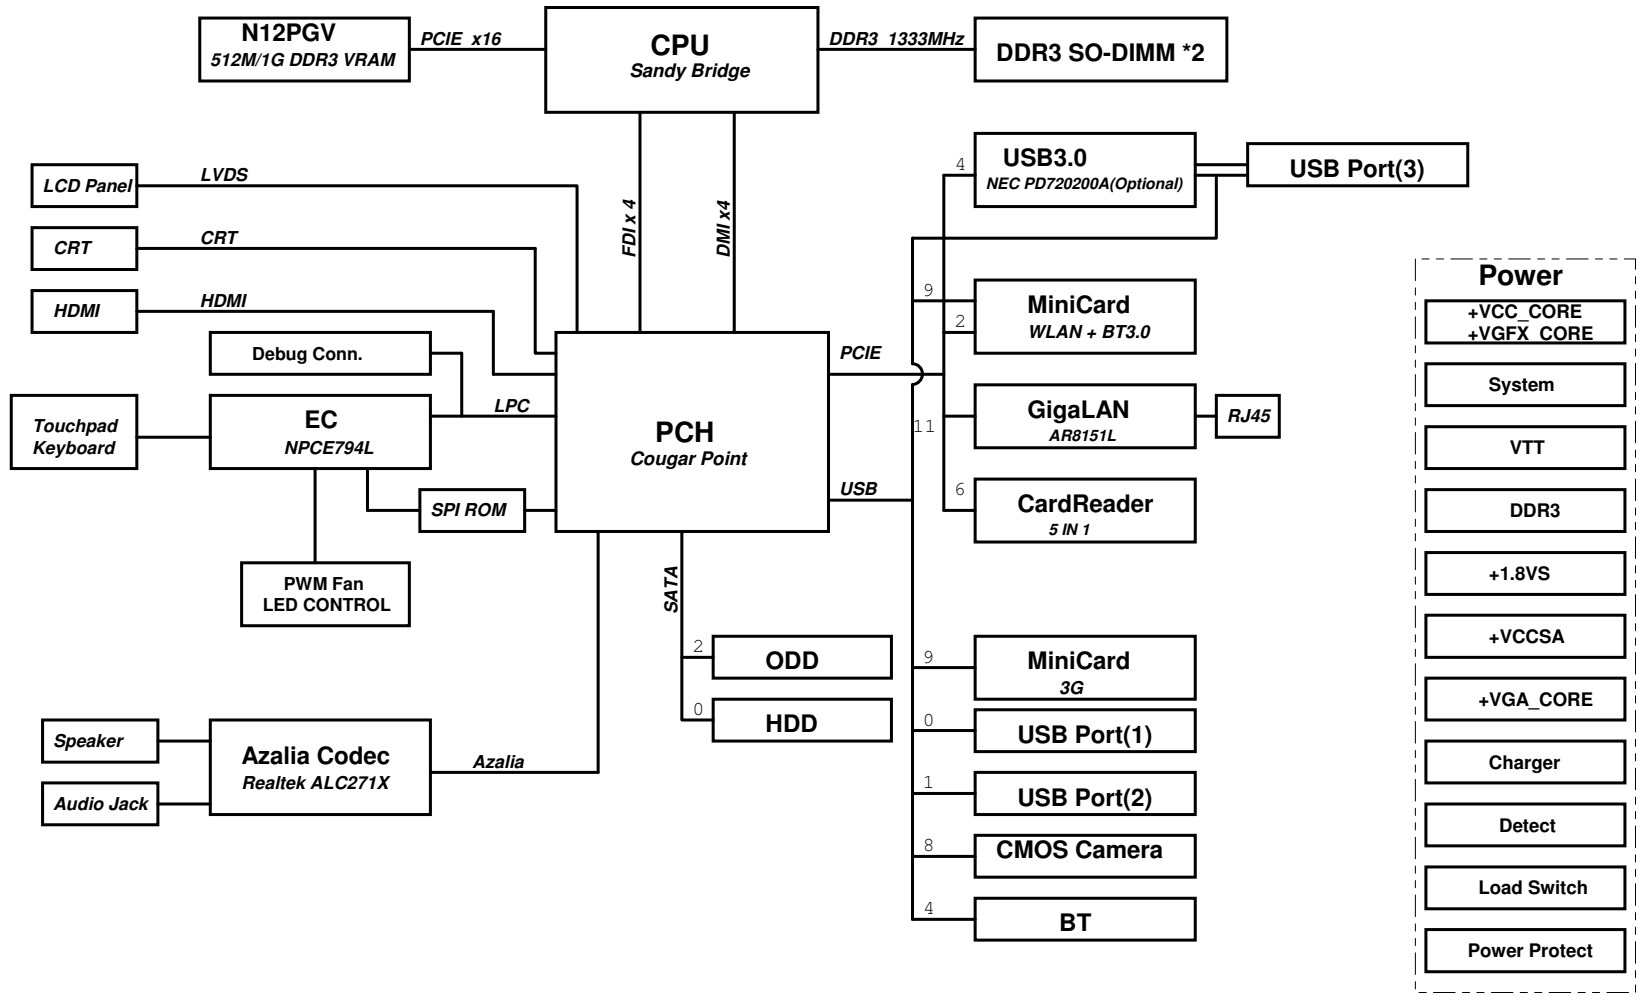 N12PGV
512M/1G DDR3 VRAM
PCIE x16
CPU
Sandy Bridge
DDR3 1333MHz
DDR3 SO-DIMM *2
LCD Panel
LVDS
CRT
CRT
HDMI
HDMI
FDI x 4
DMI x4
4
USB3.0
NEC PD720200A(Optional)
USB Port(3)
9
2
MiniCard
WLAN + BT3.0
Debug Conn.
Touchpad
Keyboard
EC
NPCE794L
LPC
SPI ROM
PWM Fan
LED CONTROL
PCH
Cougar Point
PCIE
USB
11
GigaLAN
AR8151L
RJ45
6
CardReader
5 IN 1
SATA
2
ODD
0
HDD
Speaker
Audio Jack
Azalia Codec
Realtek ALC271X
Azalia
9
MiniCard
3G
0
USB Port(1)
1
USB Port(2)
8
CMOS Camera
4
BT
Power
+VCC_CORE
+VGFX_CORE
System
VTT
DDR3
+1.8VS
+VCCSA
+VGA_CORE
Charger
Detect
Load Switch
Power Protect